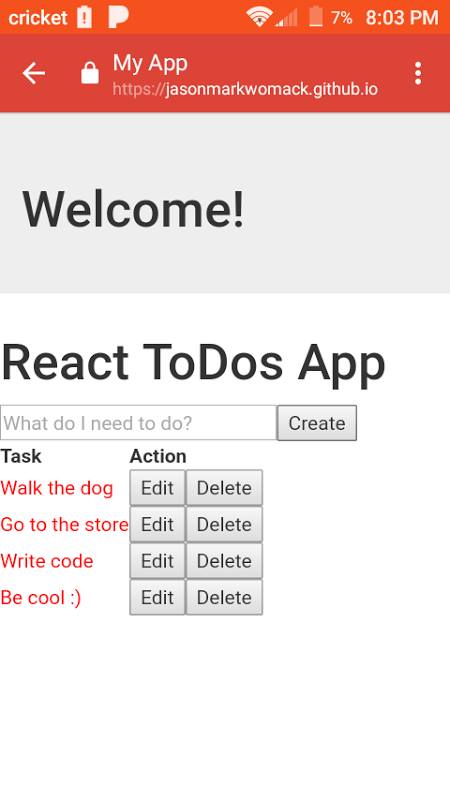 cricket 7% 8:03 PM
My App
https://jasonmarkwomack.github.io
Welcome!
React ToDos App
What do I need to do? Create
Task Action
Walk the dog Edit Delete
Go to the store Edit Delete
Write code Edit Delete
Be cool :) Edit Delete